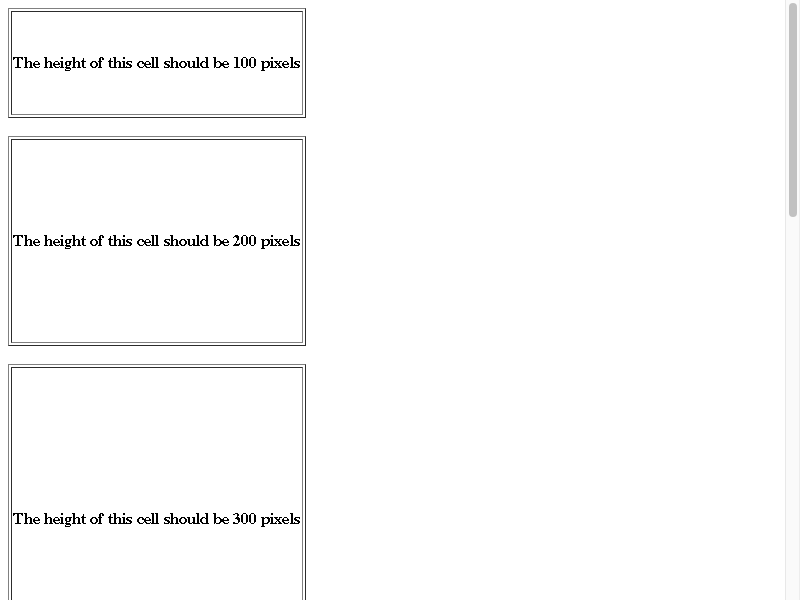 The height of this cell should be 100 pixels
The height of this cell should be 200 pixels
The height of this cell should be 300 pixels